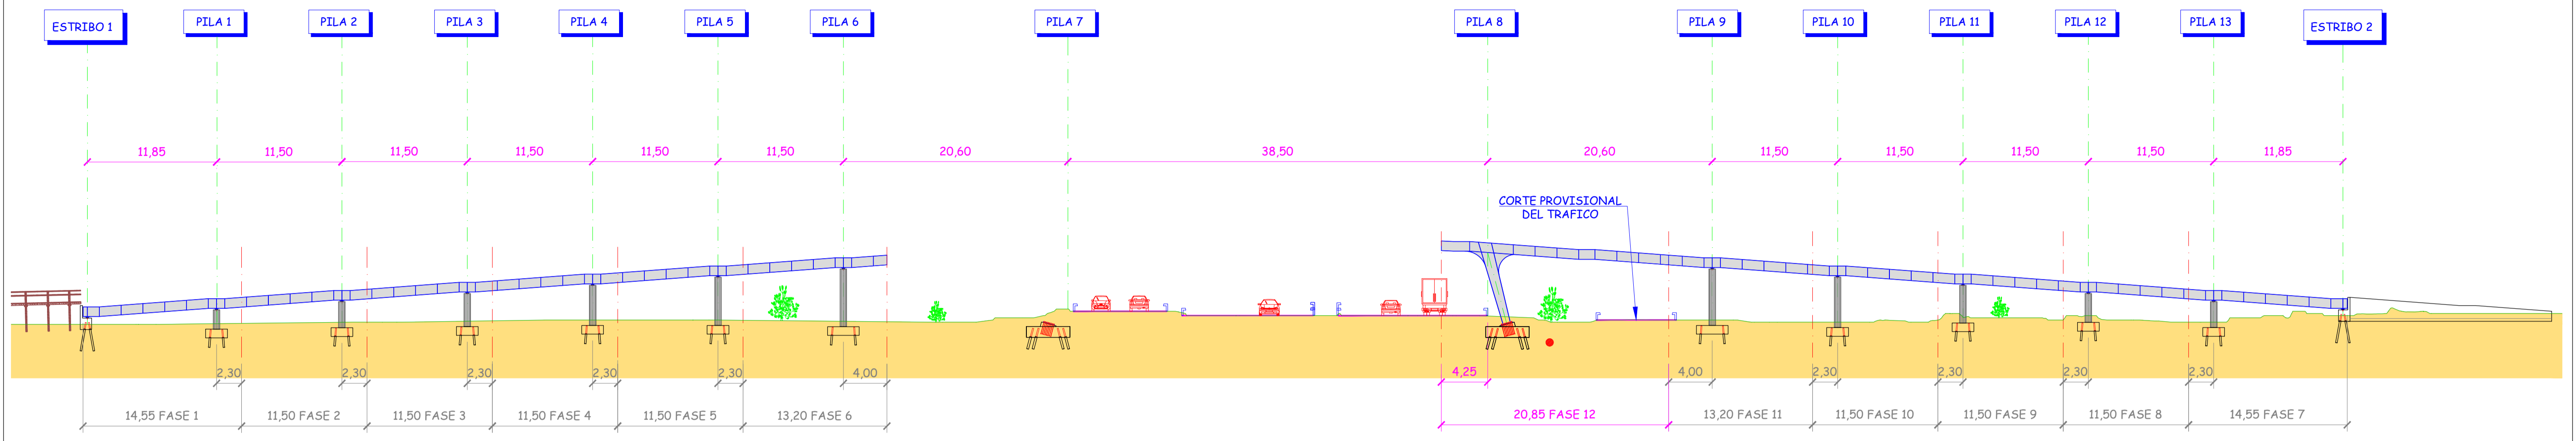 ESTRIBO 1 PILA 1 PILA 2 PILA 3 PILA 4 PILA 5 PILA 6 PILA 7 PILA 8 PILA 9 PILA 10 PILA 11 PILA 12 PILA 13 ESTRIBO 2
11,85 11,50 11,50 11,50 11,50 11,50 20,60 38,50 20,60 11,50 11,50 11,50 11,50 11,85
CORTE PROVISIONAL
DEL TRAFICO
2,30 2,30 2,30 2,30 2,30 4,00 4,25 4,00 2,30 2,30 2,30 2,30
14,55 FASE 1 11,50 FASE 2 11,50 FASE 3 11,50 FASE 4 11,50 FASE 5 13,20 FASE 6 20,85 FASE 12 13,20 FASE 11 11,50 FASE 10 11,50 FASE 9 11,50 FASE 8 14,55 FASE 7